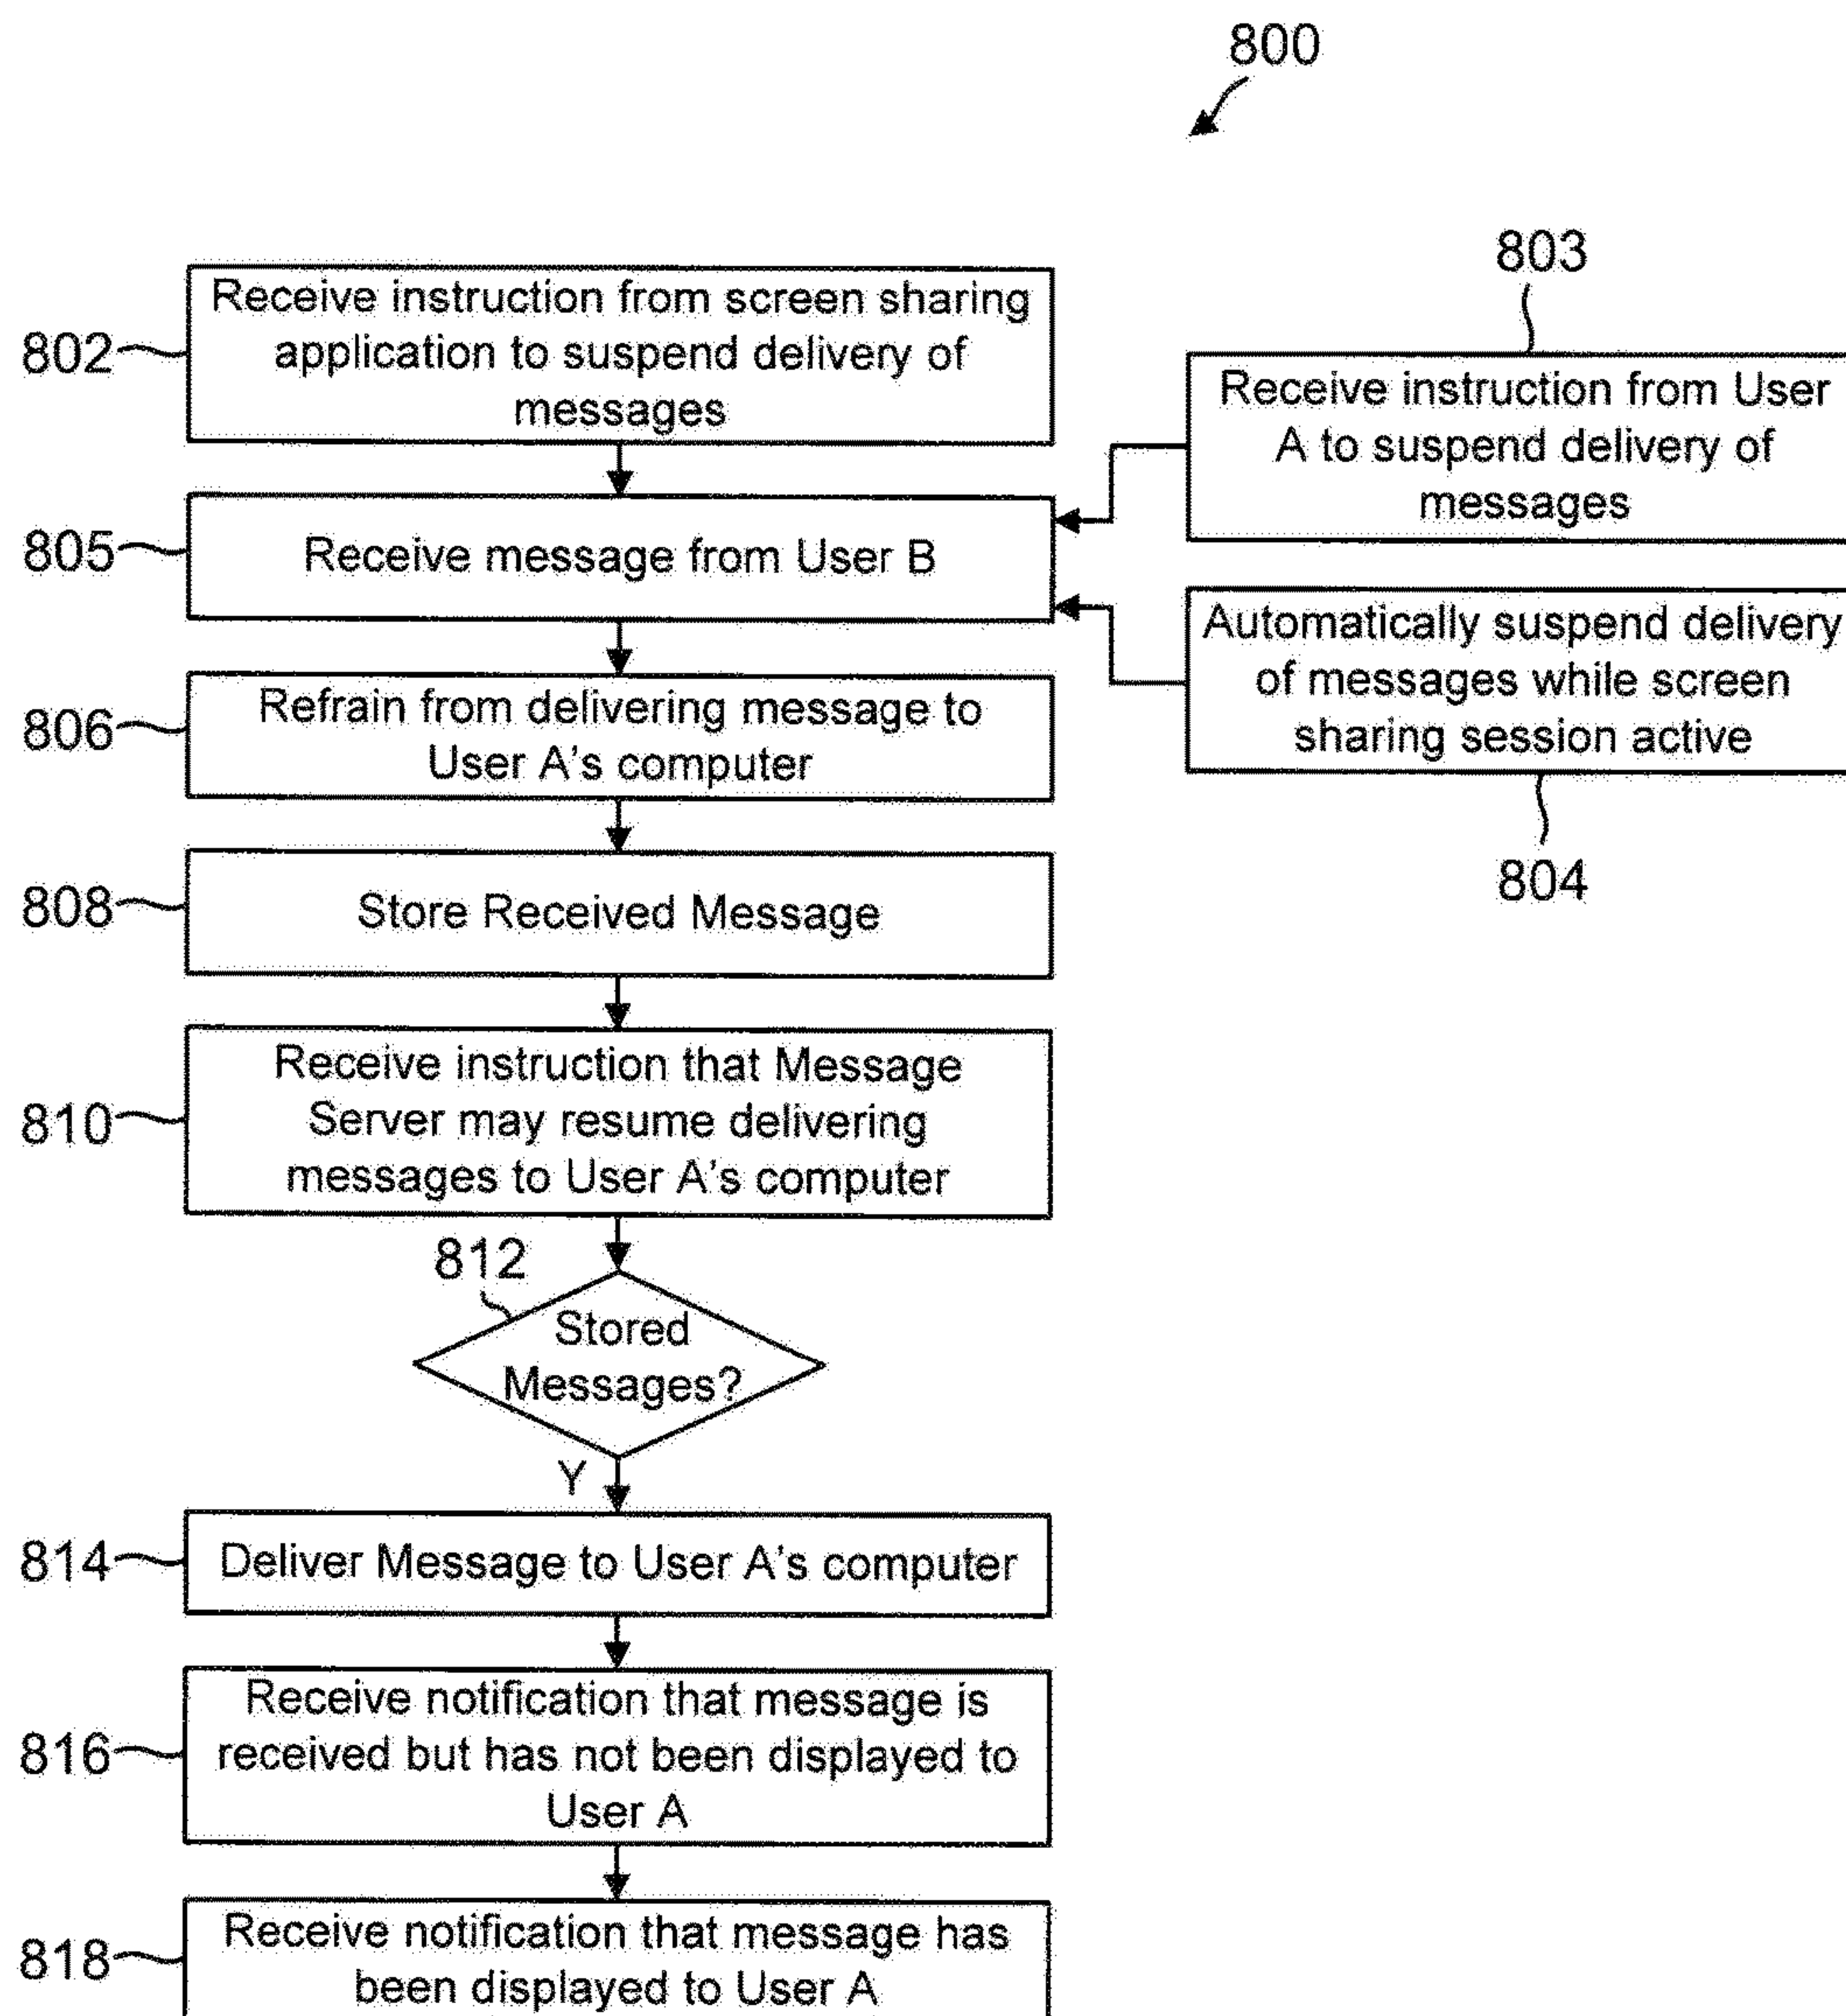 800
802
Receive instruction from screen sharing
application to suspend delivery of
messages
803
Receive instruction from User
A to suspend delivery of
messages
805
Receive message from User B
Automatically suspend delivery
of messages while screen
sharing session active
804
806
Refrain from delivering message to
User A's computer
808
Store Received Message
810
Receive instruction that Message
Server may resume delivering
messages to User A's computer
812
Stored
Messages?
Y
814
Deliver Message to User A's computer
816
Receive notification that message is
received but has not been displayed to
User A
818
Receive notification that message has
been displayed to User A